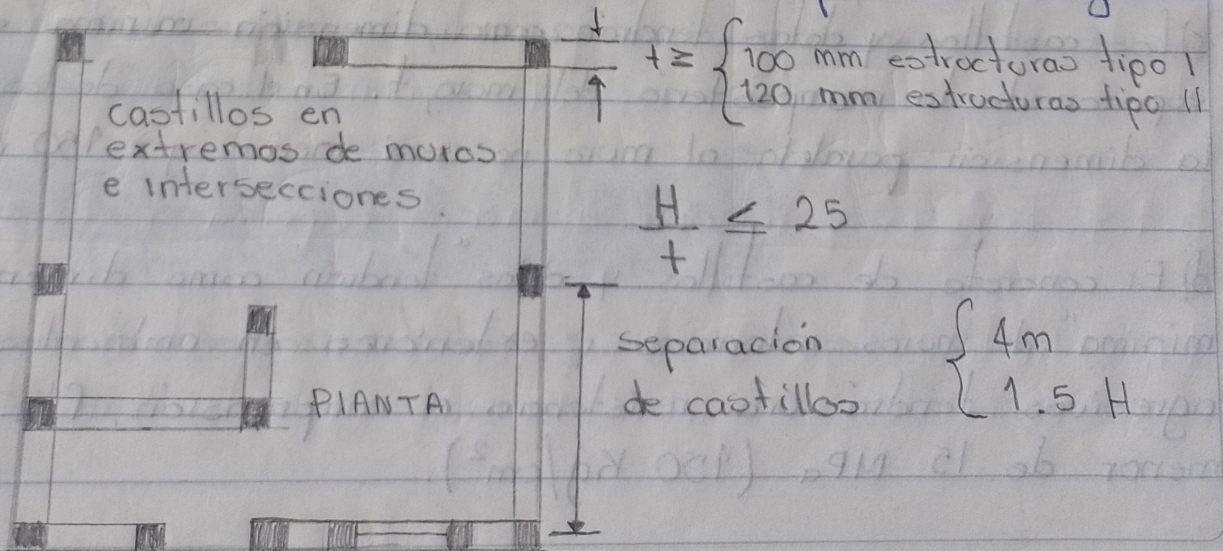 t ≥ { 100 mm estructuras tipo I
120 mm estructuras tipo II
castillos en
extremos de muros
e intersecciones.
H / t ≤ 25
separación
de castillos { 4m
1.5 H
PlANTA